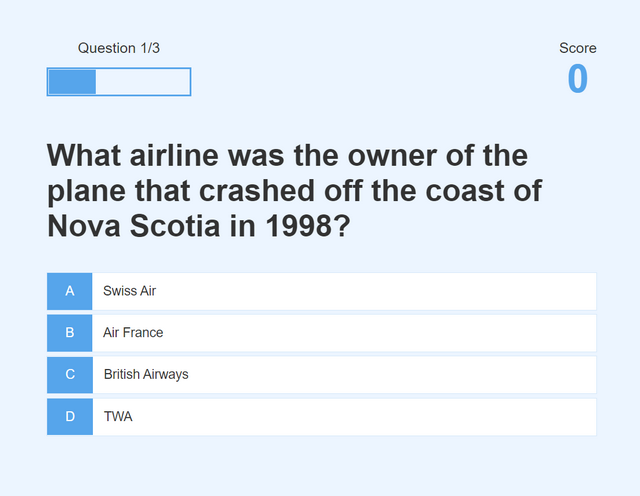 Question 1/3
Score
0
What airline was the owner of the
plane that crashed off the coast of
Nova Scotia in 1998?
A Swiss Air
B Air France
C British Airways
D TWA